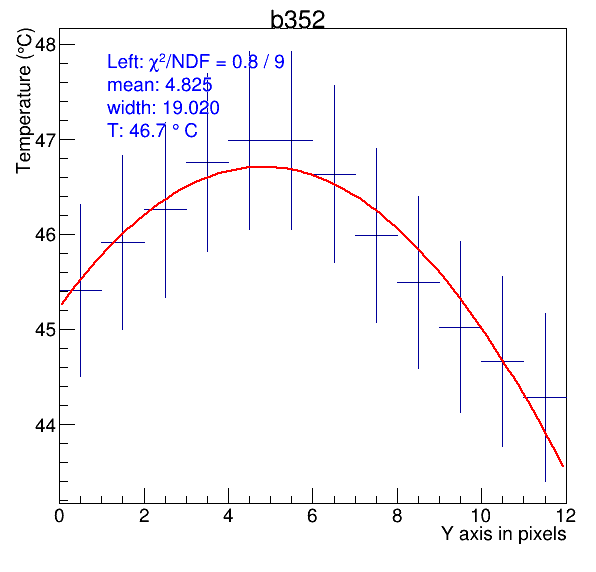 b352
Temperature (°C)
Left: χ²/NDF = 0.8 / 9
mean: 4.825
width: 19.020
T: 46.7 ° C
48
47
46
45
44
0 2 4 6 8 10 12
Y axis in pixels